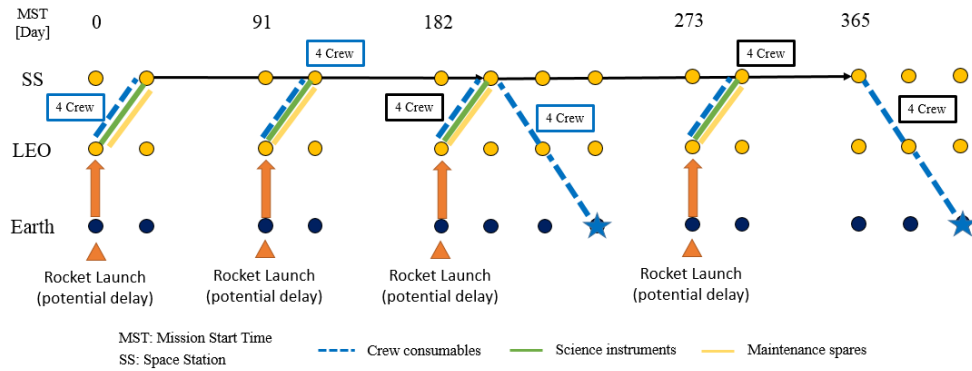 MST
[Day]
0
91
182
273
365
4 Crew
4 Crew
SS
4 Crew
4 Crew
4 Crew
4 Crew
LEO
Earth
Rocket Launch
(potential delay)
Rocket Launch
(potential delay)
Rocket Launch
(potential delay)
Rocket Launch
(potential delay)
MST: Mission Start Time
SS: Space Station
Crew consumables
Science instruments
Maintenance spares